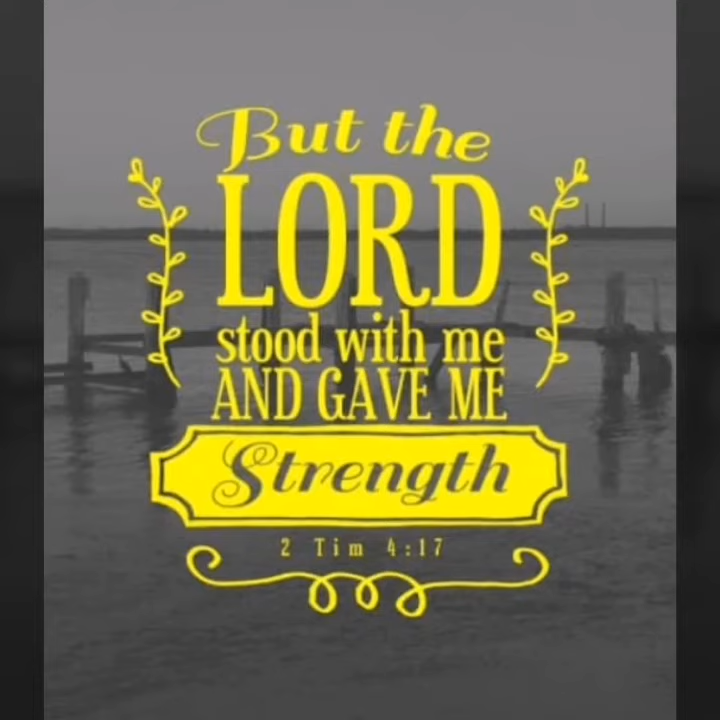 But the
LORD
stood with me
AND GAVE ME
Strength
2 Tim 4:17